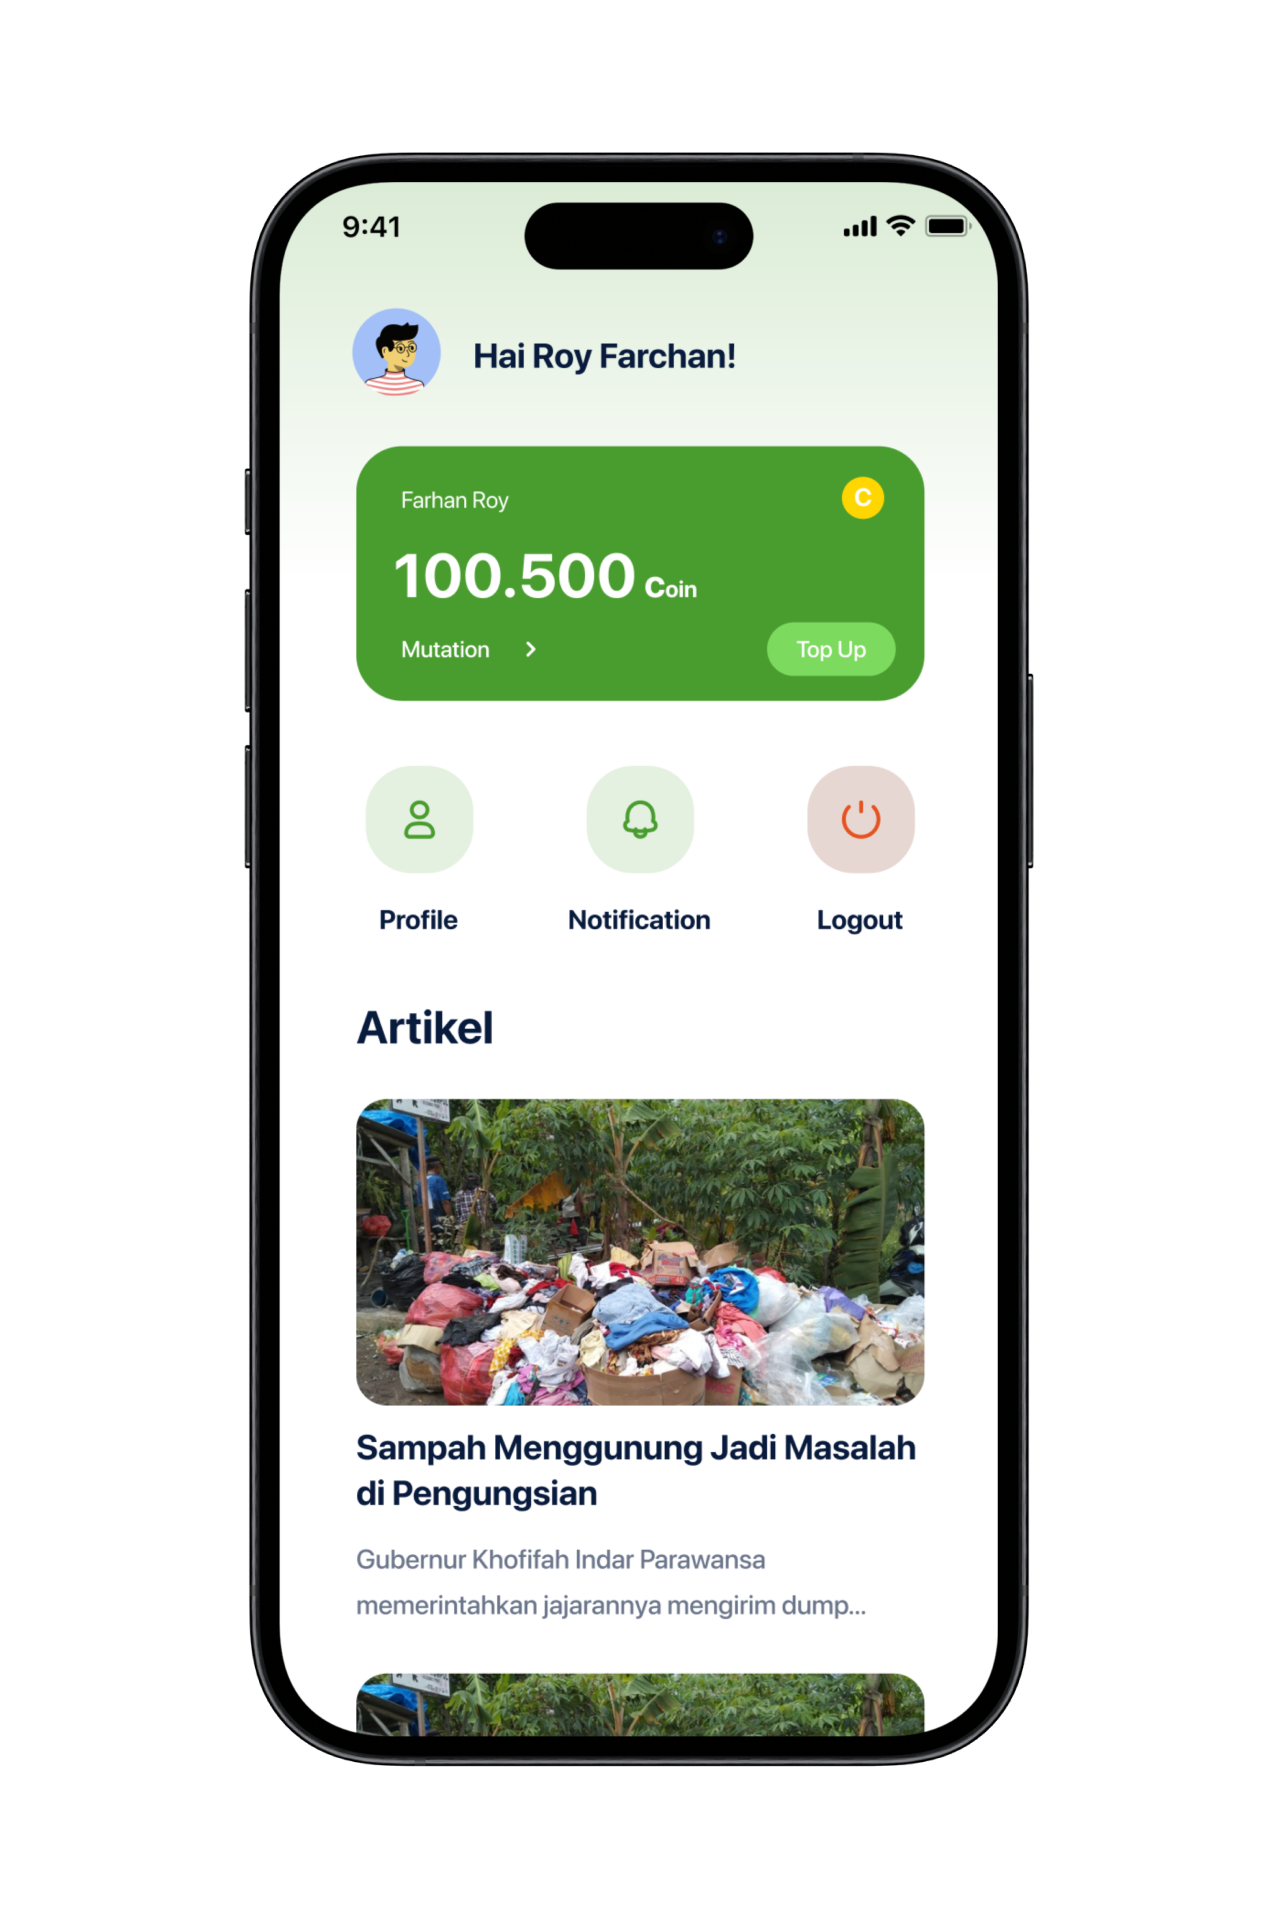 9:41
Hai Roy Farchan!
Farhan Roy
C
100.500 Coin
Mutation
Top Up
Profile
Notification
Logout
Artikel
Sampah Menggunung Jadi Masalah
di Pengungsian
Gubernur Khofifah Indar Parawansa
memerintahkan jajarannya mengirim dump...